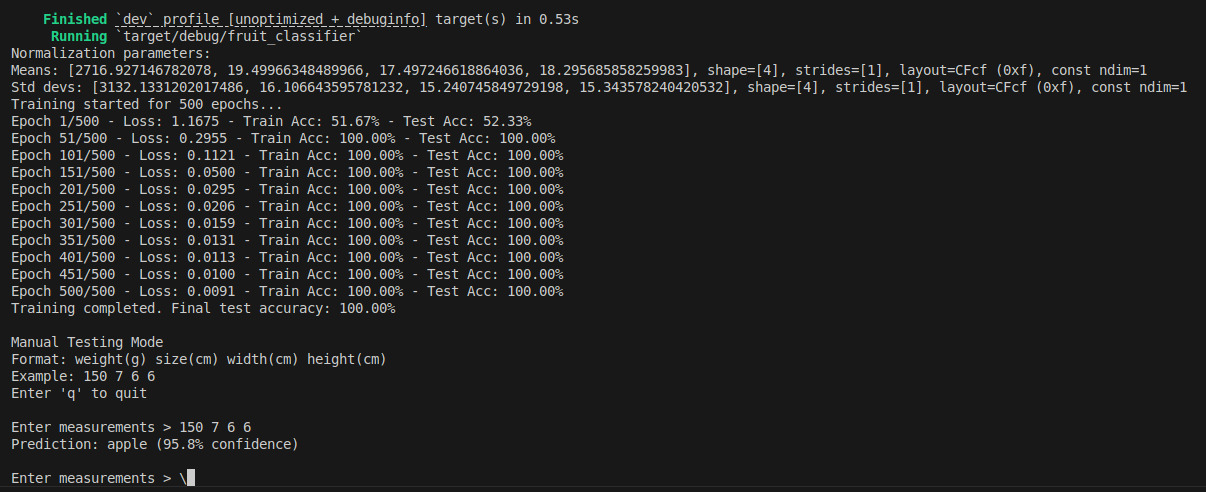 Finished `dev` profile [unoptimized + debuginfo] target(s) in 0.53s
Running `target/debug/fruit_classifier`
Normalization parameters:
Means: [2716.927146782078, 19.49966348489966, 17.497246618864036, 18.295685858259983], shape=[4], strides=[1], layout=CFcf (0xf), const ndim=1
Std devs: [3132.1331202017486, 16.106643595781232, 15.240745849729198, 15.343578240420532], shape=[4], strides=[1], layout=CFcf (0xf), const ndim=1
Training started for 500 epochs...
Epoch 1/500 - Loss: 1.1675 - Train Acc: 51.67% - Test Acc: 52.33%
Epoch 51/500 - Loss: 0.2955 - Train Acc: 100.00% - Test Acc: 100.00%
Epoch 101/500 - Loss: 0.1121 - Train Acc: 100.00% - Test Acc: 100.00%
Epoch 151/500 - Loss: 0.0500 - Train Acc: 100.00% - Test Acc: 100.00%
Epoch 201/500 - Loss: 0.0295 - Train Acc: 100.00% - Test Acc: 100.00%
Epoch 251/500 - Loss: 0.0206 - Train Acc: 100.00% - Test Acc: 100.00%
Epoch 301/500 - Loss: 0.0159 - Train Acc: 100.00% - Test Acc: 100.00%
Epoch 351/500 - Loss: 0.0131 - Train Acc: 100.00% - Test Acc: 100.00%
Epoch 401/500 - Loss: 0.0113 - Train Acc: 100.00% - Test Acc: 100.00%
Epoch 451/500 - Loss: 0.0100 - Train Acc: 100.00% - Test Acc: 100.00%
Epoch 500/500 - Loss: 0.0091 - Train Acc: 100.00% - Test Acc: 100.00%
Training completed. Final test accuracy: 100.00%
Manual Testing Mode
Format: weight(g) size(cm) width(cm) height(cm)
Example: 150 7 6 6
Enter 'q' to quit
Enter measurements > 150 7 6 6
Prediction: apple (95.8% confidence)
Enter measurements > \